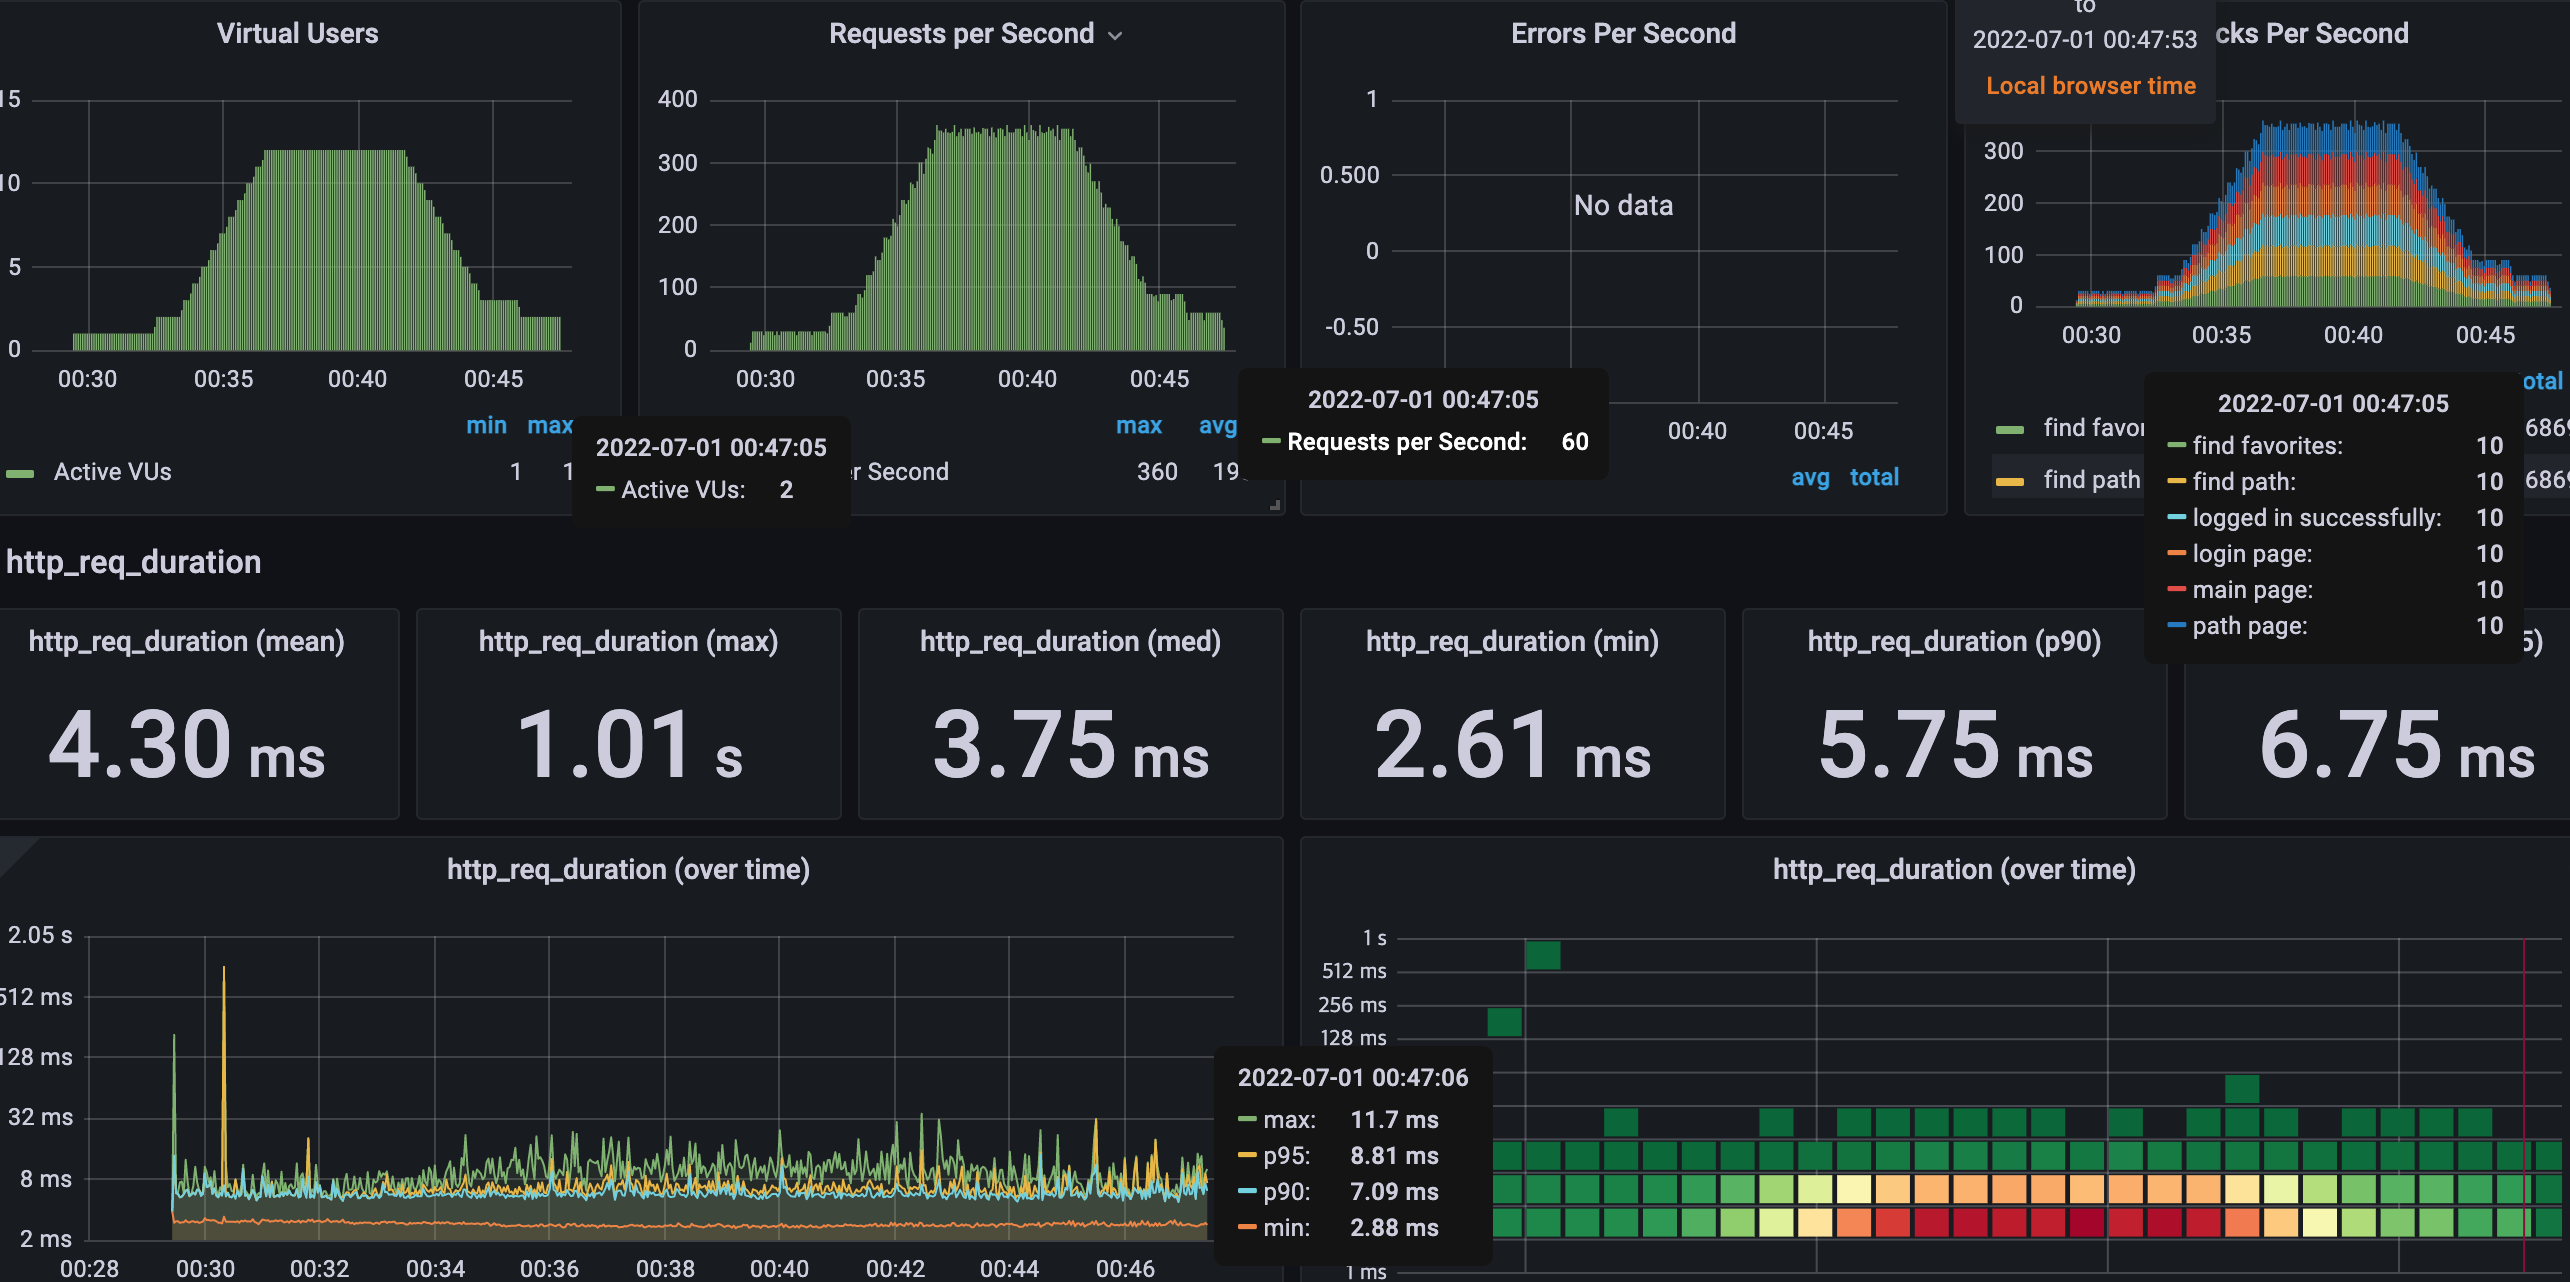 Virtual Users
15
10
5
0
00:30 00:35 00:40 00:45
min max
Active VUs 1
2022-07-01 00:47:05
Active VUs: 2
Requests per Second
400
300
200
100
0
00:30 00:35 00:40 00:45
max avg
Second 360
2022-07-01 00:47:05
Requests per Second: 60
Errors Per Second
1
0.500
0
-0.50
No data
00:40 00:45
avg total
to
2022-07-01 00:47:53
Local browser time
Per Second
300
200
100
0
00:30 00:35 00:40 00:45
find
find path
2022-07-01 00:47:05
find favorites: 10
find path: 10
logged in successfully: 10
login page: 10
main page: 10
path page: 10
http_req_duration
http_req_duration (mean)
4.30 ms
http_req_duration (max)
1.01 s
http_req_duration (med)
3.75 ms
http_req_duration (min)
2.61 ms
http_req_duration (p90)
5.75 ms
6.75 ms
http_req_duration (over time)
2.05 s
512 ms
128 ms
32 ms
8 ms
2 ms
00:28 00:30 00:32 00:34 00:36 00:38 00:40 00:42 00:44 00:46
2022-07-01 00:47:06
max: 11.7 ms
p95: 8.81 ms
p90: 7.09 ms
min: 2.88 ms
http_req_duration (over time)
1 s
512 ms
256 ms
128 ms
1 ms